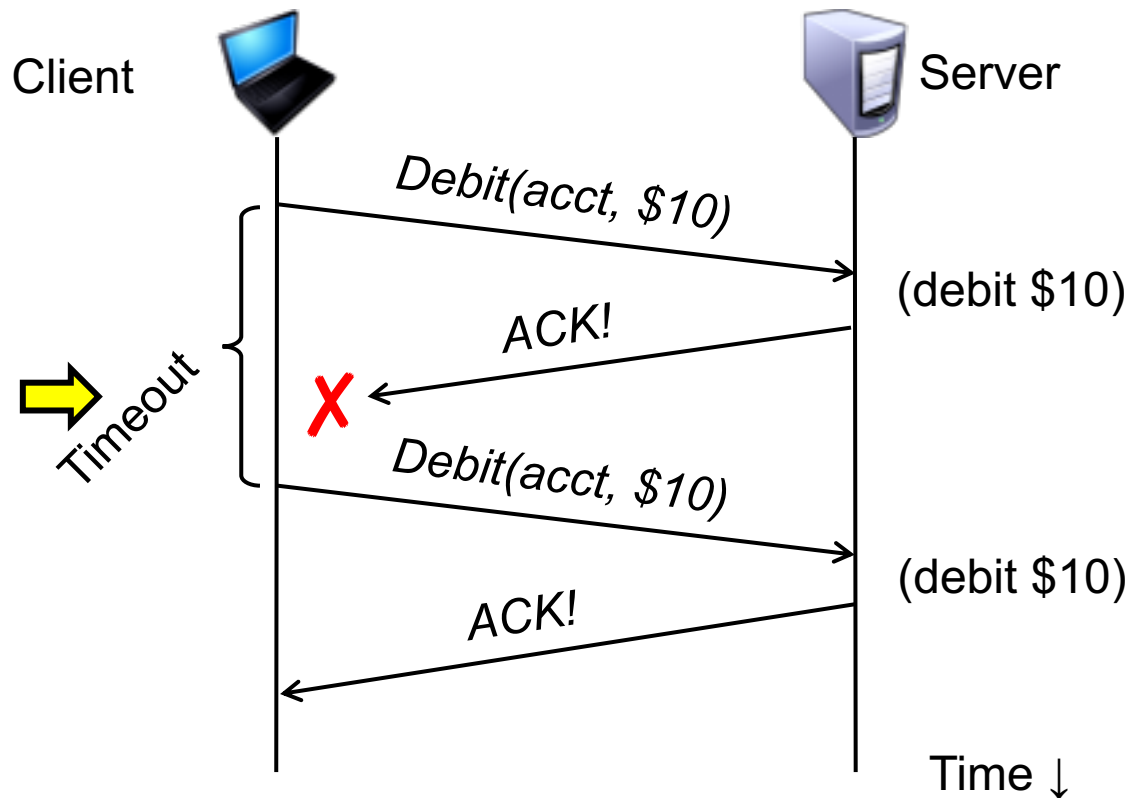 Client
Server
Debit(acct, $10)
(debit $10)
ACK!
Timeout
Debit(acct, $10)
(debit $10)
ACK!
Time ↓